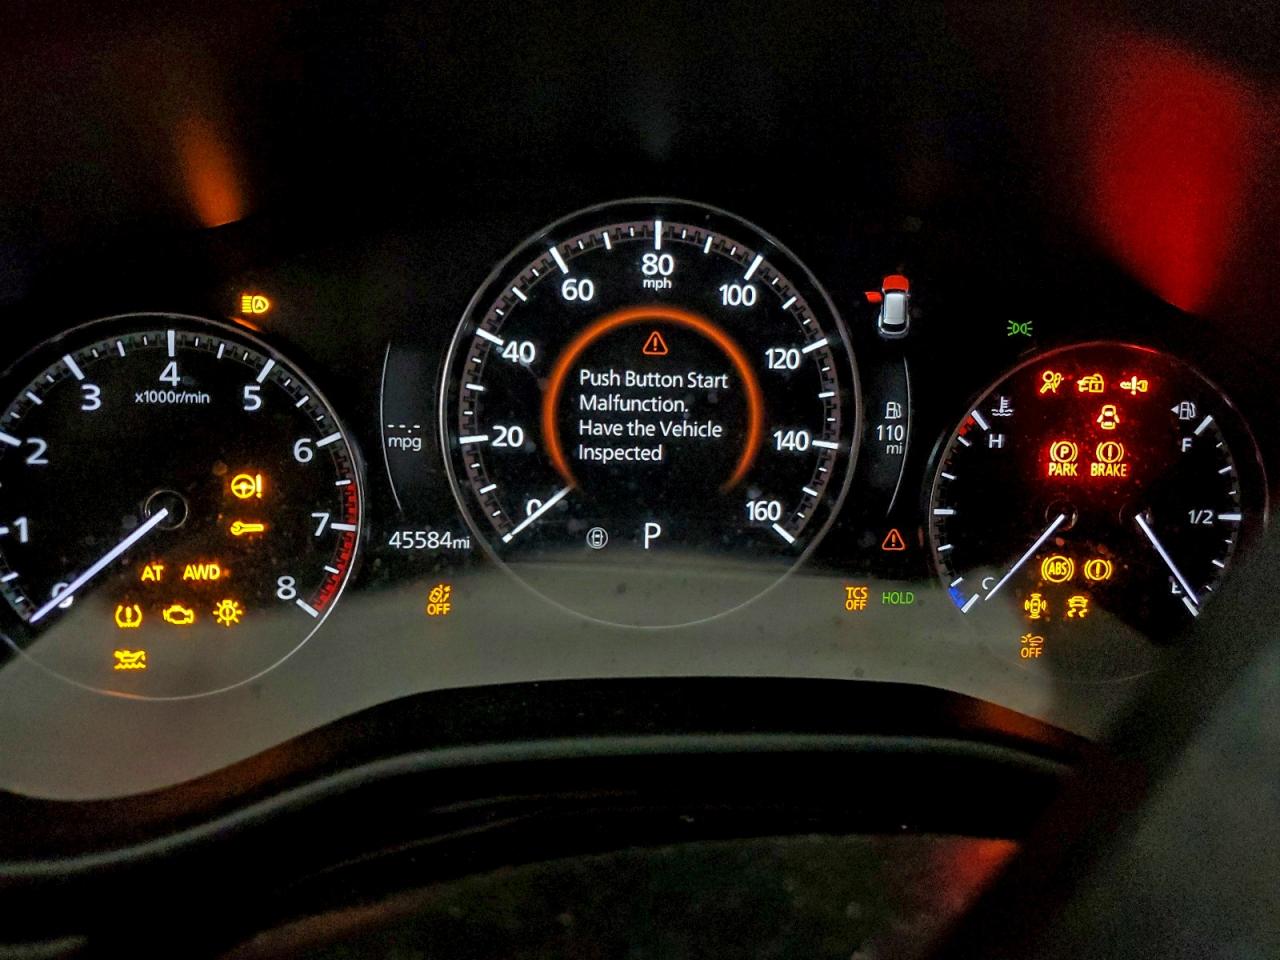 80
mph
60
100
40
120
20
140
0
160
Push Button Start
Malfunction.
Have the Vehicle
Inspected
P
4
x1000r/min
3
5
2
6
1
7
0
8
AT AWD
---
mpg
45584mi
OFF
110
mi
TCS
OFF
HOLD
H
F
P
PARK
BRAKE
1/2
C
ABS
OFF